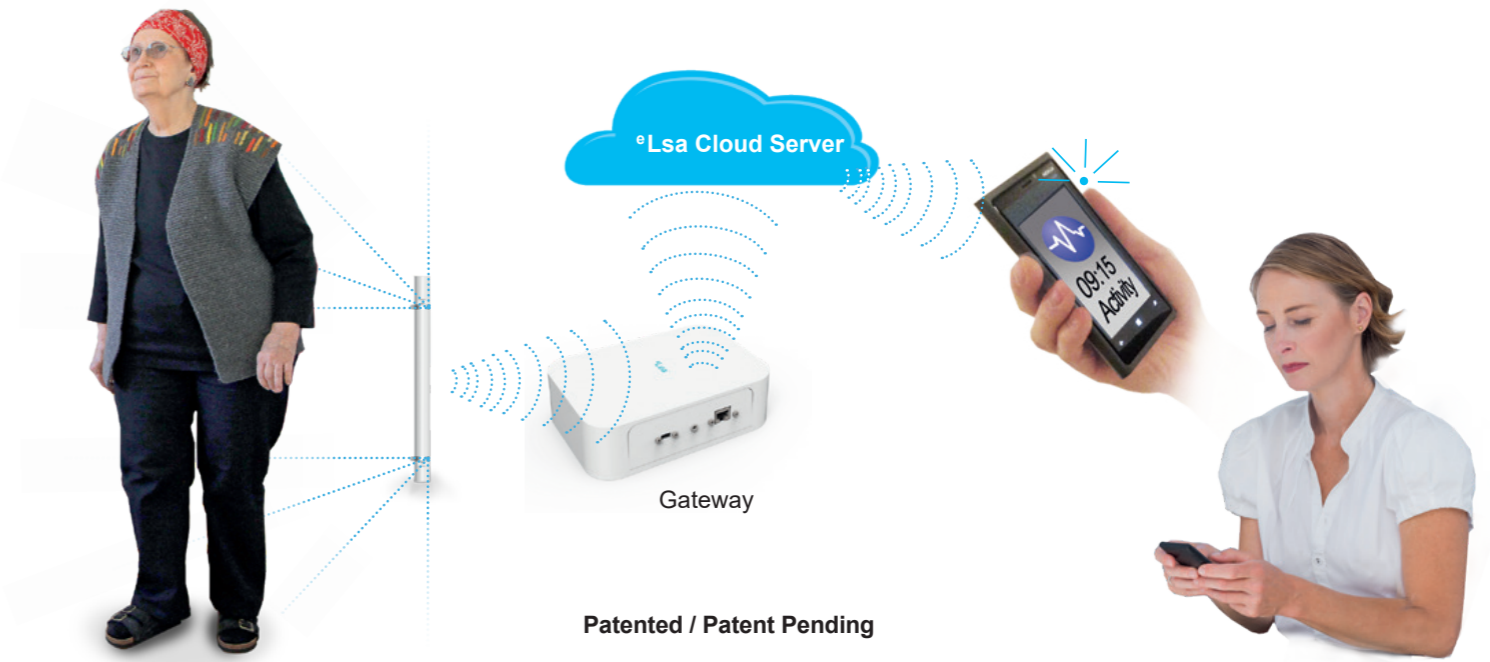 ᵉLsa Cloud Server
09:15
Activity
Gateway
Patented / Patent Pending